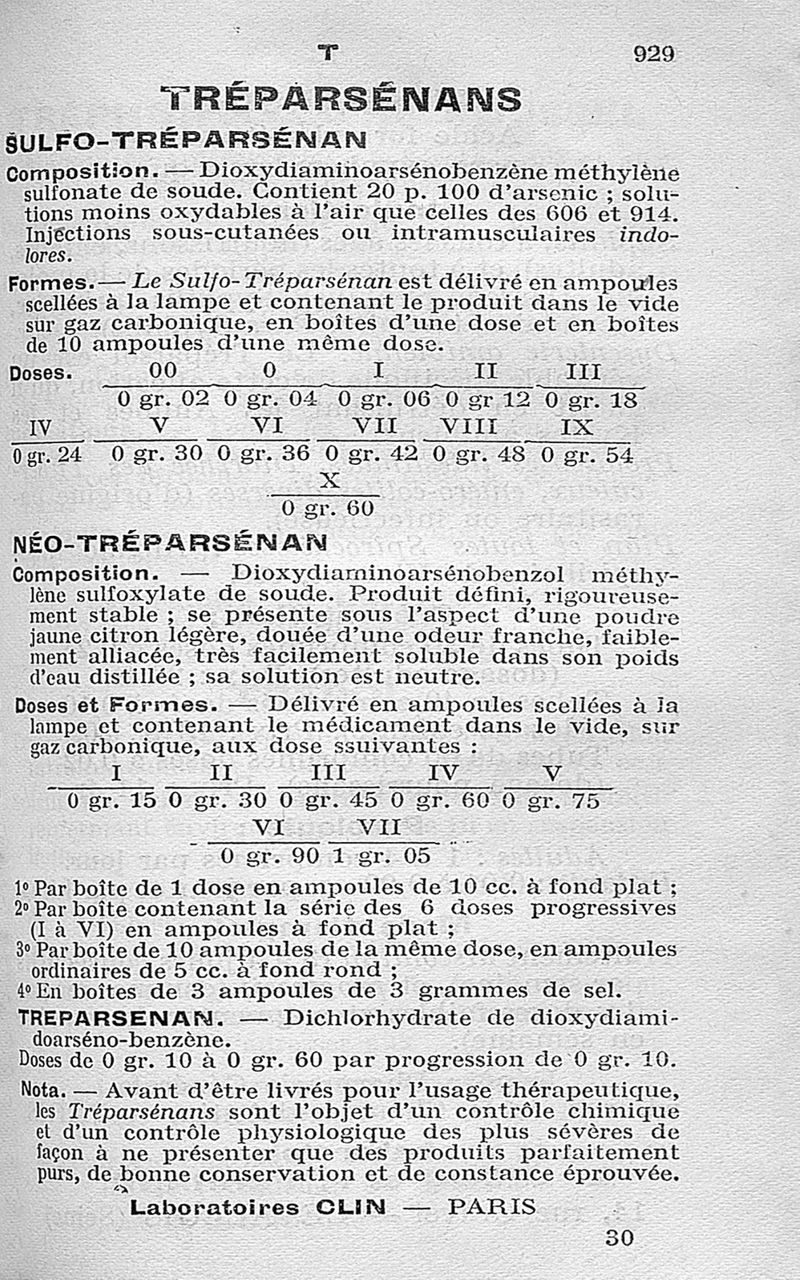 T 929
TRÉPARSÉNANS
SULFO-TRÉPARSÉNAN
Composition. — Dioxydiaminoarsénobenzène méthylène
sulfonate de soude. Contient 20 p. 100 d'arsenic ; solu-
tions moins oxydables à l'air que celles des 606 et 914.
Injections sous-cutanées ou intramusculaires indo-
lores.
Formes. — Le Sulfo-Tréparsénan est délivré en ampoules
scellées à la lampe et contenant le produit dans le vide
sur gaz carbonique, en boîtes d'une dose et en boîtes
de 10 ampoules d'une même dose.
Doses. 00 0 I II III
0 gr. 02 0 gr. 04 0 gr. 06 0 gr 12 0 gr. 18
IV V VI VII VIII IX
0 gr. 24 0 gr. 30 0 gr. 36 0 gr. 42 0 gr. 48 0 gr. 54
X
0 gr. 60
NÉO-TRÉPARSÉNAN
Composition. — Dioxydiaminoarsénobenzol méthy-
lène sulfoxylate de soude. Produit défini, rigoureuse-
ment stable ; se présente sous l'aspect d'une poudre
jaune citron légère, douée d'une odeur franche, faible-
ment alliacée, très facilement soluble dans son poids
d'eau distillée ; sa solution est neutre.
Doses et Formes. — Délivré en ampoules scellées à la
lampe et contenant le médicament dans le vide, sur
gaz carbonique, aux dose ssuivantes :
I II III IV V
0 gr. 15 0 gr. 30 0 gr. 45 0 gr. 60 0 gr. 75
VI VII
0 gr. 90 1 gr. 05
1º Par boîte de 1 dose en ampoules de 10 cc. à fond plat ;
2º Par boîte contenant la série des 6 doses progressives
(I à VI) en ampoules à fond plat ;
3º Par boîte de 10 ampoules de la même dose, en ampoules
ordinaires de 5 cc. à fond rond ;
4º En boîtes de 3 ampoules de 3 grammes de sel.
TREPARSENAN. — Dichlorhydrate de dioxydiami-
doarséno-benzène.
Doses de 0 gr. 10 à 0 gr. 60 par progression de 0 gr. 10.
Nota. — Avant d'être livrés pour l'usage thérapeutique,
les Tréparsénans sont l'objet d'un contrôle chimique
et d'un contrôle physiologique des plus sévères de
façon à ne présenter que des produits parfaitement
purs, de bonne conservation et de constance éprouvée.
Laboratoires CLIN — PARIS
30